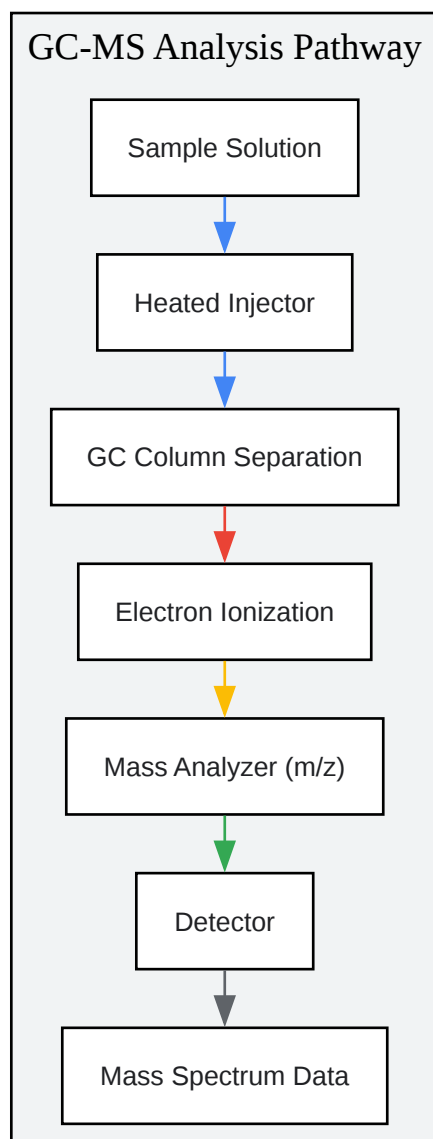 GC-MS Analysis Pathway
Sample Solution
Heated Injector
GC Column Separation
Electron Ionization
Mass Analyzer (m/z)
Detector
Mass Spectrum Data